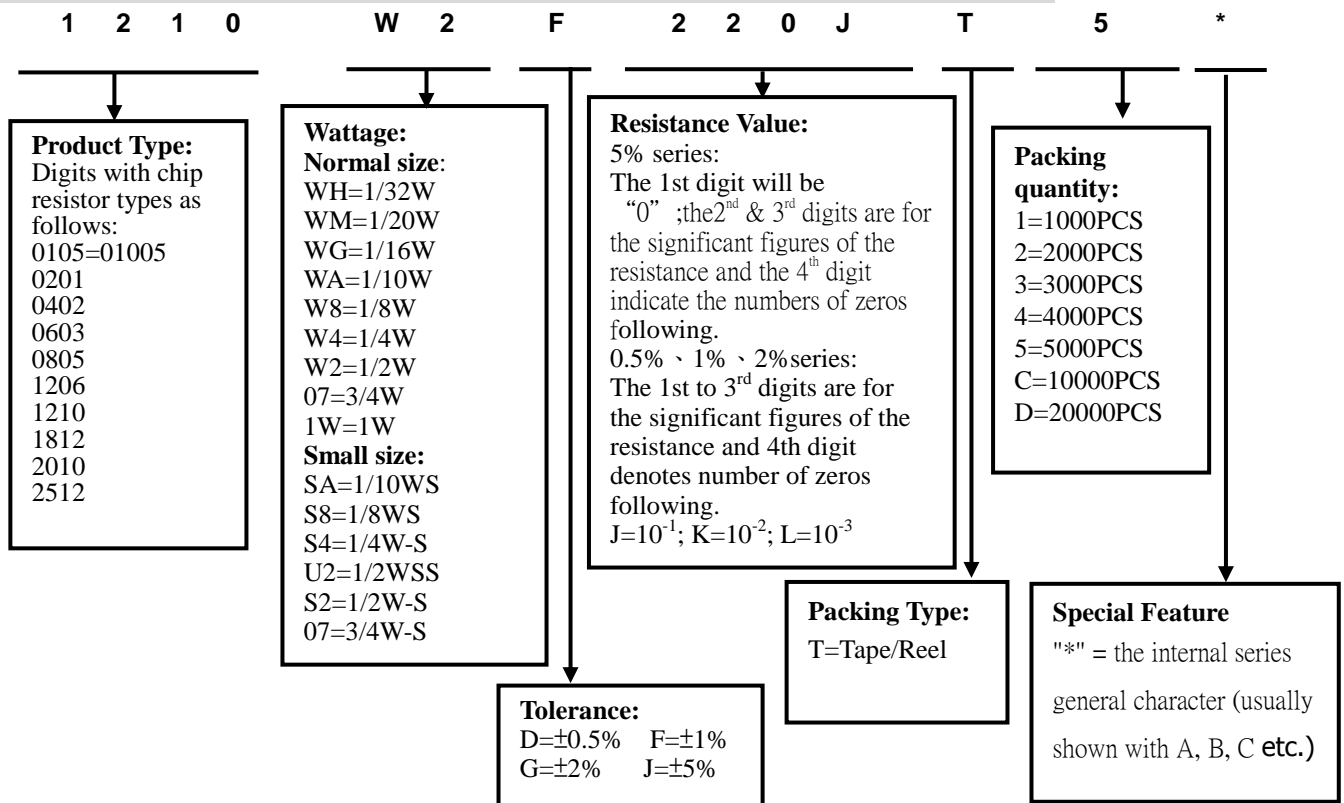 1 2 1 0 W 2 F 2 2 0 J T 5 *
Product Type:
Digits with chip
resistor types as
follows:
0105=01005
0201
0402
0603
0805
1206
1210
1812
2010
2512
Wattage:
Normal size:
WH=1/32W
WM=1/20W
WG=1/16W
WA=1/10W
W8=1/8W
W4=1/4W
W2=1/2W
07=3/4W
1W=1W
Small size:
SA=1/10WS
S8=1/8WS
S4=1/4W-S
U2=1/2WSS
S2=1/2W-S
07=3/4W-S
Tolerance:
D=±0.5% F=±1%
G=±2% J=±5%
Resistance Value:
5% series:
The 1st digit will be
“0” ;the2nd & 3rd digits are for
the significant figures of the
resistance and the 4th digit
indicate the numbers of zeros
following.
0.5%、1%、2%series:
The 1st to 3rd digits are for
the significant figures of the
resistance and 4th digit
denotes number of zeros
following.
J=10⁻¹; K=10⁻²; L=10⁻³
Packing Type:
T=Tape/Reel
Packing
quantity:
1=1000PCS
2=2000PCS
3=3000PCS
4=4000PCS
5=5000PCS
C=10000PCS
D=20000PCS
Special Feature
"*" = the internal series
general character (usually
shown with A, B, C etc.)